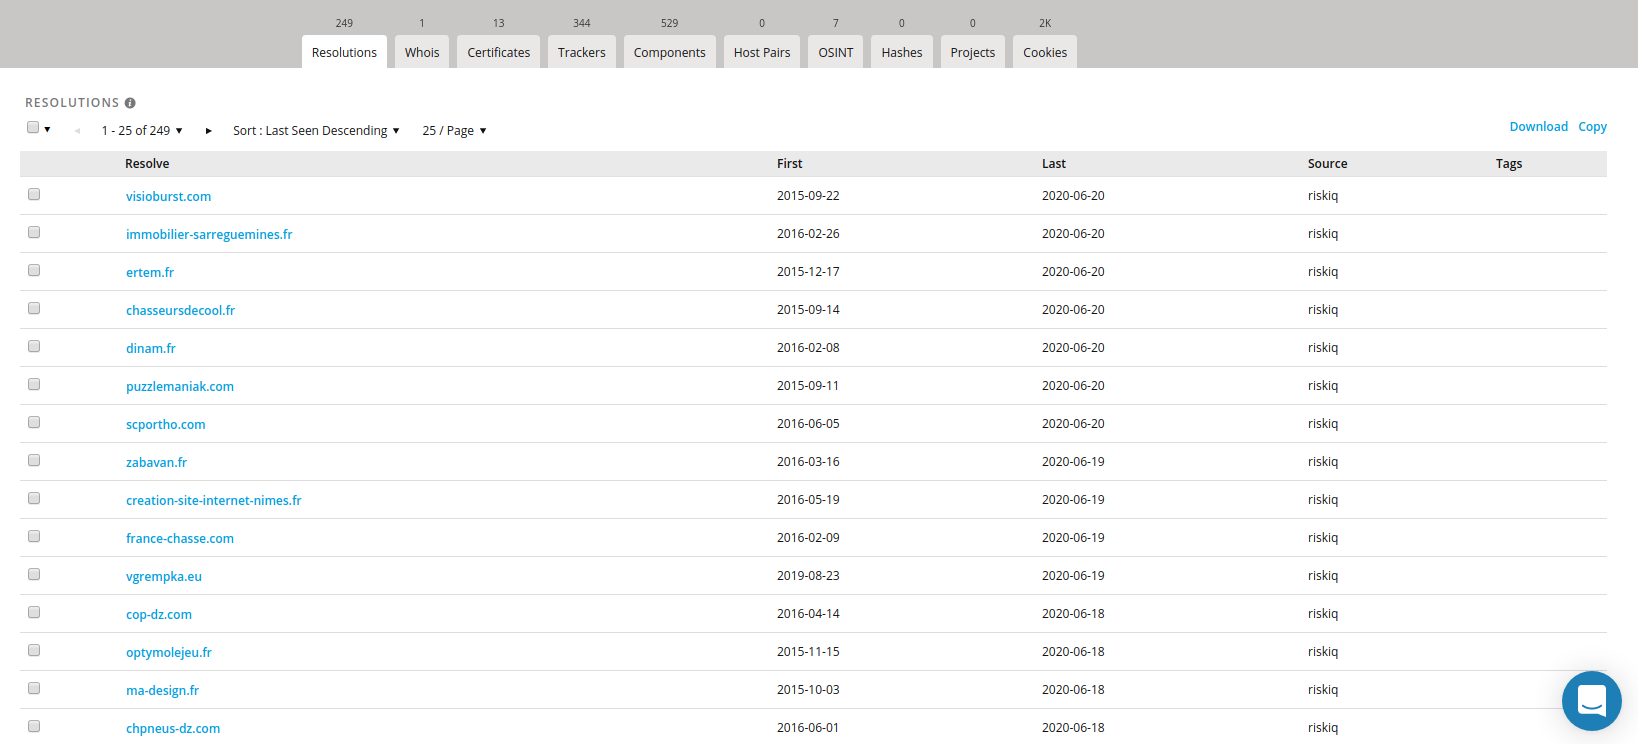 249 1 13 344 529 0 7 0 0 2K
Resolutions Whois Certificates Trackers Components Host Pairs OSINT Hashes Projects Cookies
RESOLUTIONS
1 - 25 of 249 Sort : Last Seen Descending 25 / Page Download Copy
Resolve First Last Source Tags
visioburst.com 2015-09-22 2020-06-20 riskiq
immobilier-sarreguemines.fr 2016-02-26 2020-06-20 riskiq
ertem.fr 2015-12-17 2020-06-20 riskiq
chasseursdecool.fr 2015-09-14 2020-06-20 riskiq
dinam.fr 2016-02-08 2020-06-20 riskiq
puzzlemaniak.com 2015-09-11 2020-06-20 riskiq
scportho.com 2016-06-05 2020-06-20 riskiq
zabavan.fr 2016-03-16 2020-06-19 riskiq
creation-site-internet-nimes.fr 2016-05-19 2020-06-19 riskiq
france-chasse.com 2016-02-09 2020-06-19 riskiq
vgrempka.eu 2019-08-23 2020-06-19 riskiq
cop-dz.com 2016-04-14 2020-06-18 riskiq
optymolejeu.fr 2015-11-15 2020-06-18 riskiq
ma-design.fr 2015-10-03 2020-06-18 riskiq
chpneus-dz.com 2016-06-01 2020-06-18 riskiq